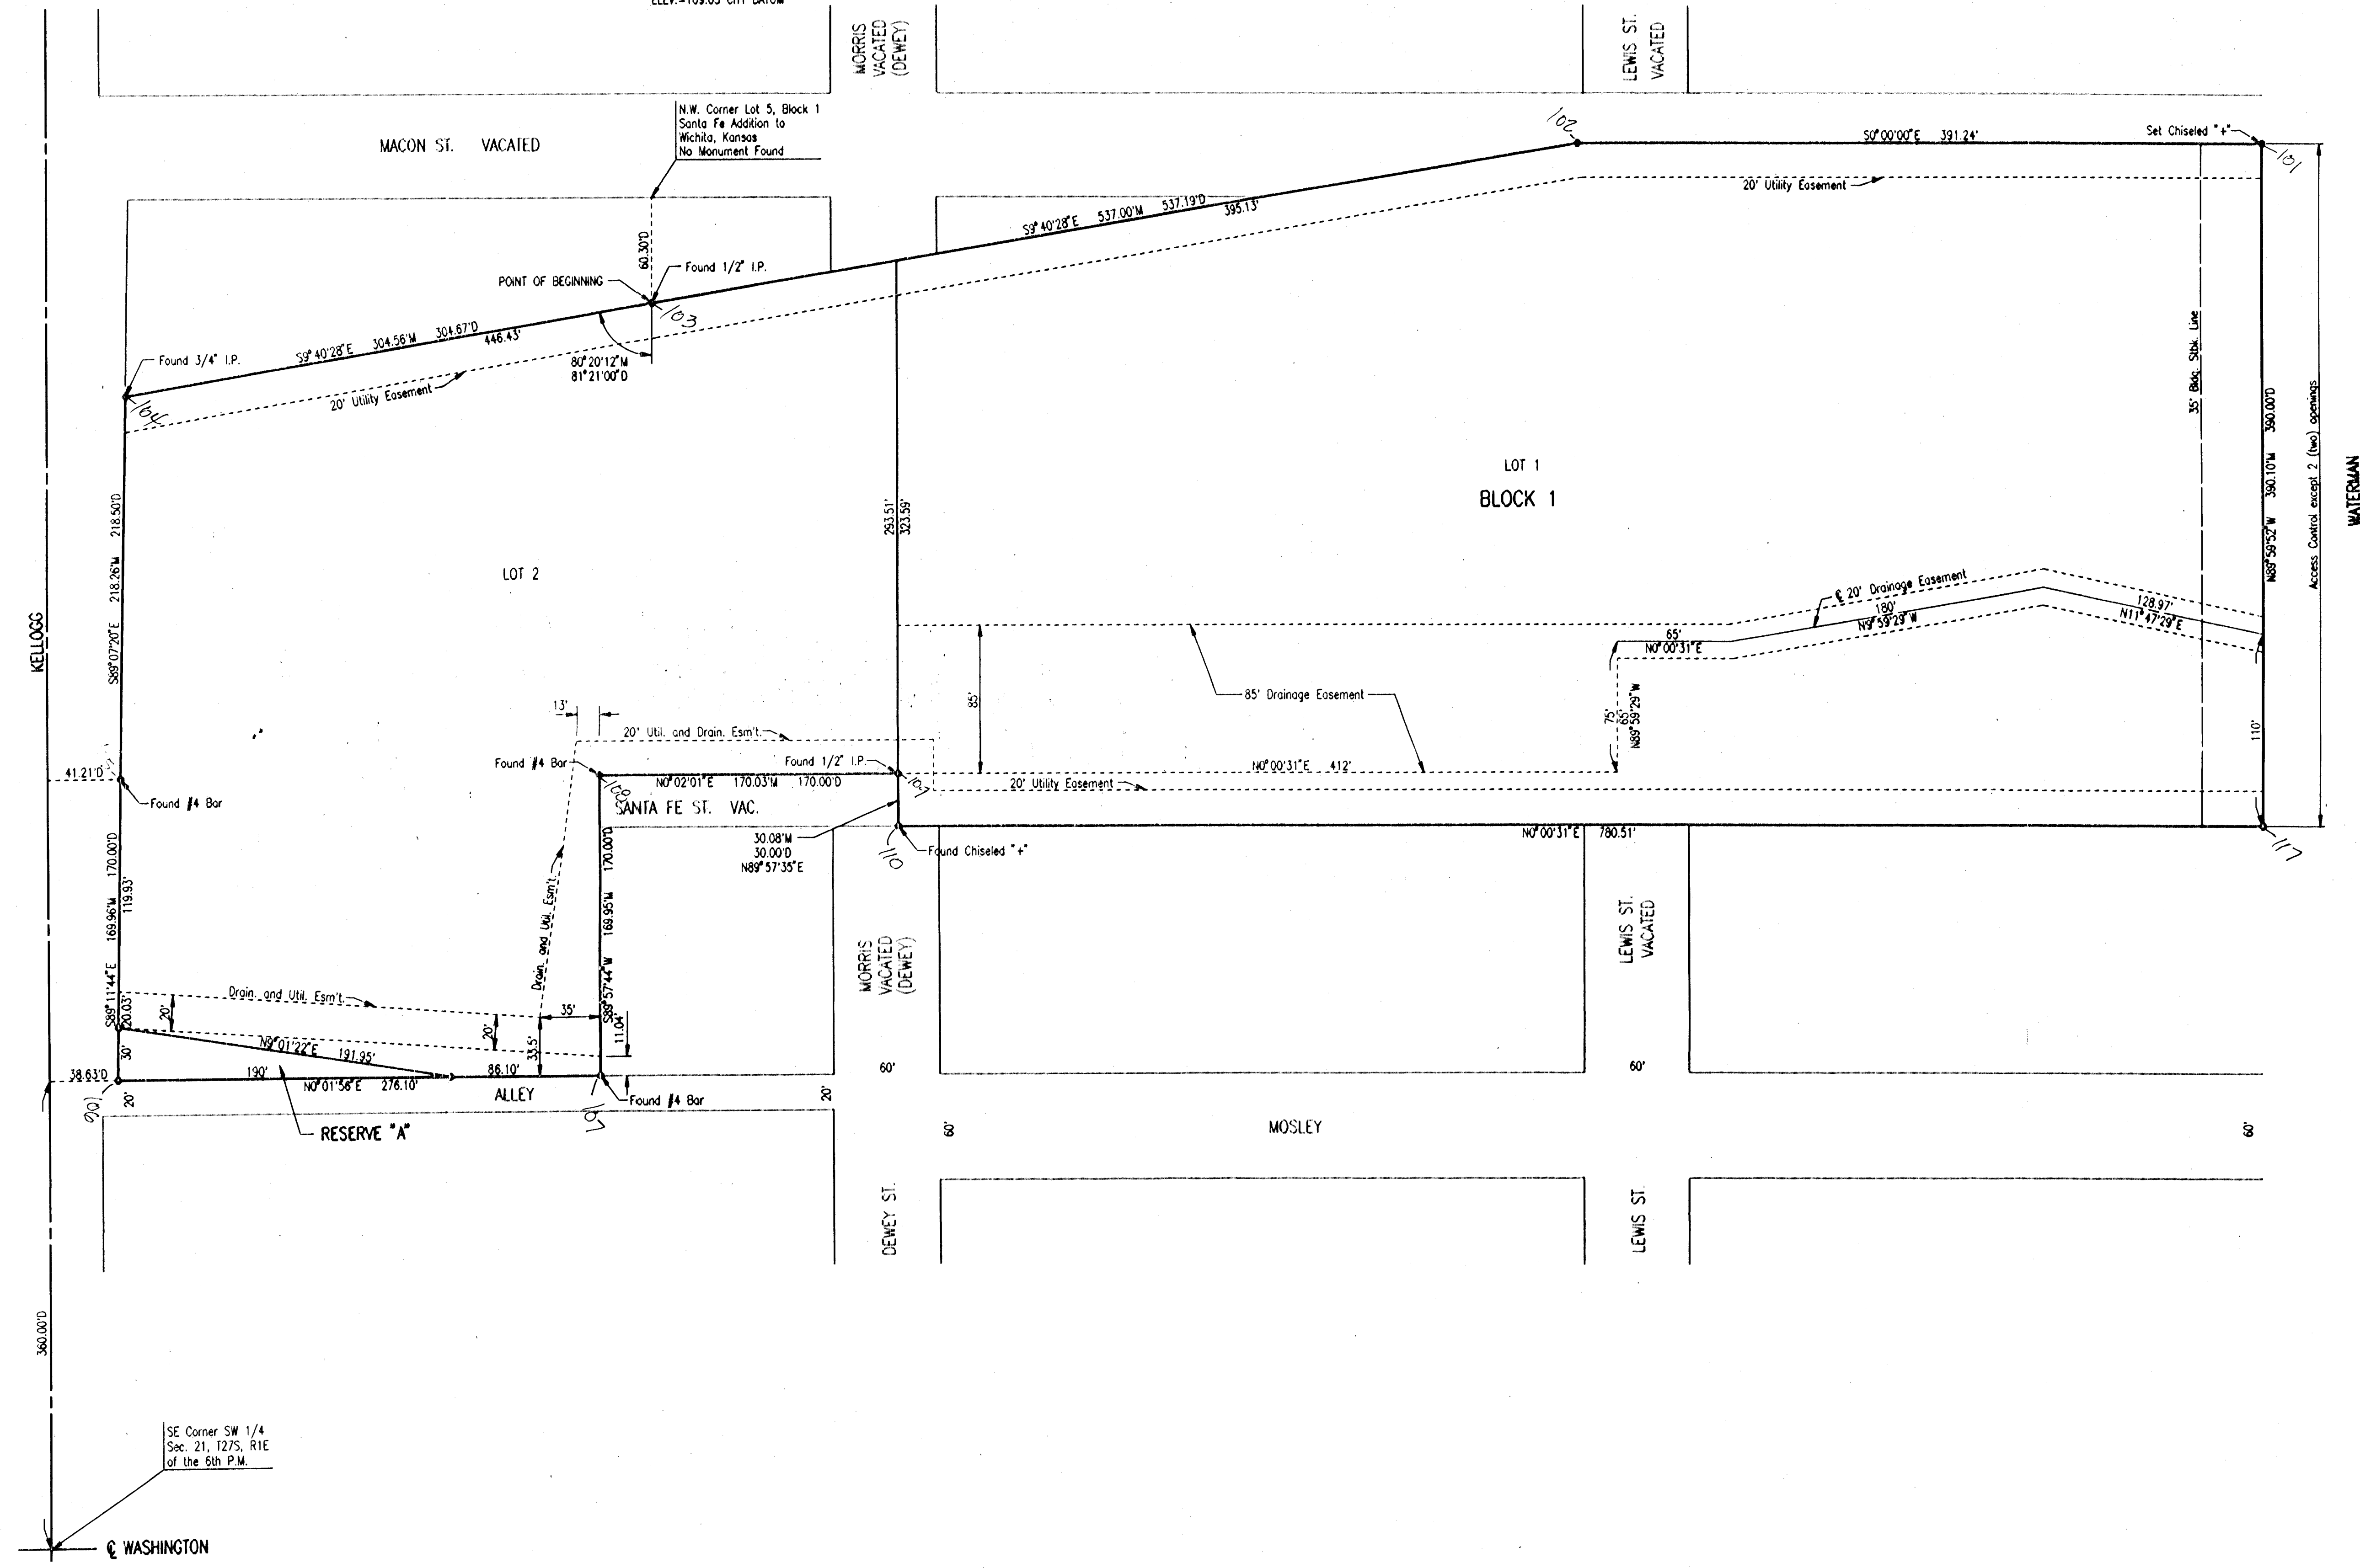 ELEV.=109.05 CITY DATUM
MORRIS
VACATED
(DEWEY)
LEWIS ST.
VACATED
N.W. Corner Lot 5, Block 1
Santa Fe Addition to
Wichita, Kansas
No Monument Found
MACON ST. VACATED
102
S0°00'00"E 391.24'
Set Chiseled "+"
101
20' Utility Easement
S9°40'28"E 537.00'M 537.19'D
395.13'
60.30'D
Found 1/2" I.P.
POINT OF BEGINNING
103
S9°40'28"E 304.56'M 304.67'D
446.43'
Found 3/4" I.P.
80°20'12"M
81°21'00"D
20' Utility Easement
104
35' Bldg. Stbk. Line
N89°59'52"W 390.10'M 390.00'D
Access Control except 2 (two) openings
WATERMAN
LOT 1
BLOCK 1
293.51'
323.59'
S89°07'20"E 218.26'M 218.50'D
LOT 2
KELLOGG
℄ 20' Drainage Easement
180'
N9°59'29"W
128.97'
N11°47'29"E
65'
N0°00'31"E
85'
85' Drainage Easement
75'
65'
N89°59'29"W
110'
13'
20' Util. and Drain. Esm't.
Found #4 Bar
Found 1/2" I.P.
41.21'D
Found #4 Bar
N0°02'01"E 170.03'M 170.00'D
108
109
N0°00'31"E 412'
20' Utility Easement
SANTA FE ST. VAC.
30.08'M
30.00'D
N89°57'35"E
110
Found Chiseled "+"
N0°00'31"E 780.51'
117
S89°11'44"E 169.96'M 170.00'D
119.93'
20.03'
Drain. and Util. Esm't.
S89°57'44"W 169.95'M 170.00'D
MORRIS
VACATED
(DEWEY)
LEWIS ST.
VACATED
Drain. and Util. Esm't.
20'
20'
35'
33.5'
11.04'
N9°01'22"E 191.95'
30'
38.63'D
190'
86.10'
N0°01'56"E 276.10'
ALLEY
60'
60'
20'
20'
106
107
Found #4 Bar
RESERVE "A"
60'
MOSLEY
60'
DEWEY ST.
LEWIS ST.
360.00'D
SE Corner SW 1/4
Sec. 21, T27S, R1E
of the 6th P.M.
℄ WASHINGTON